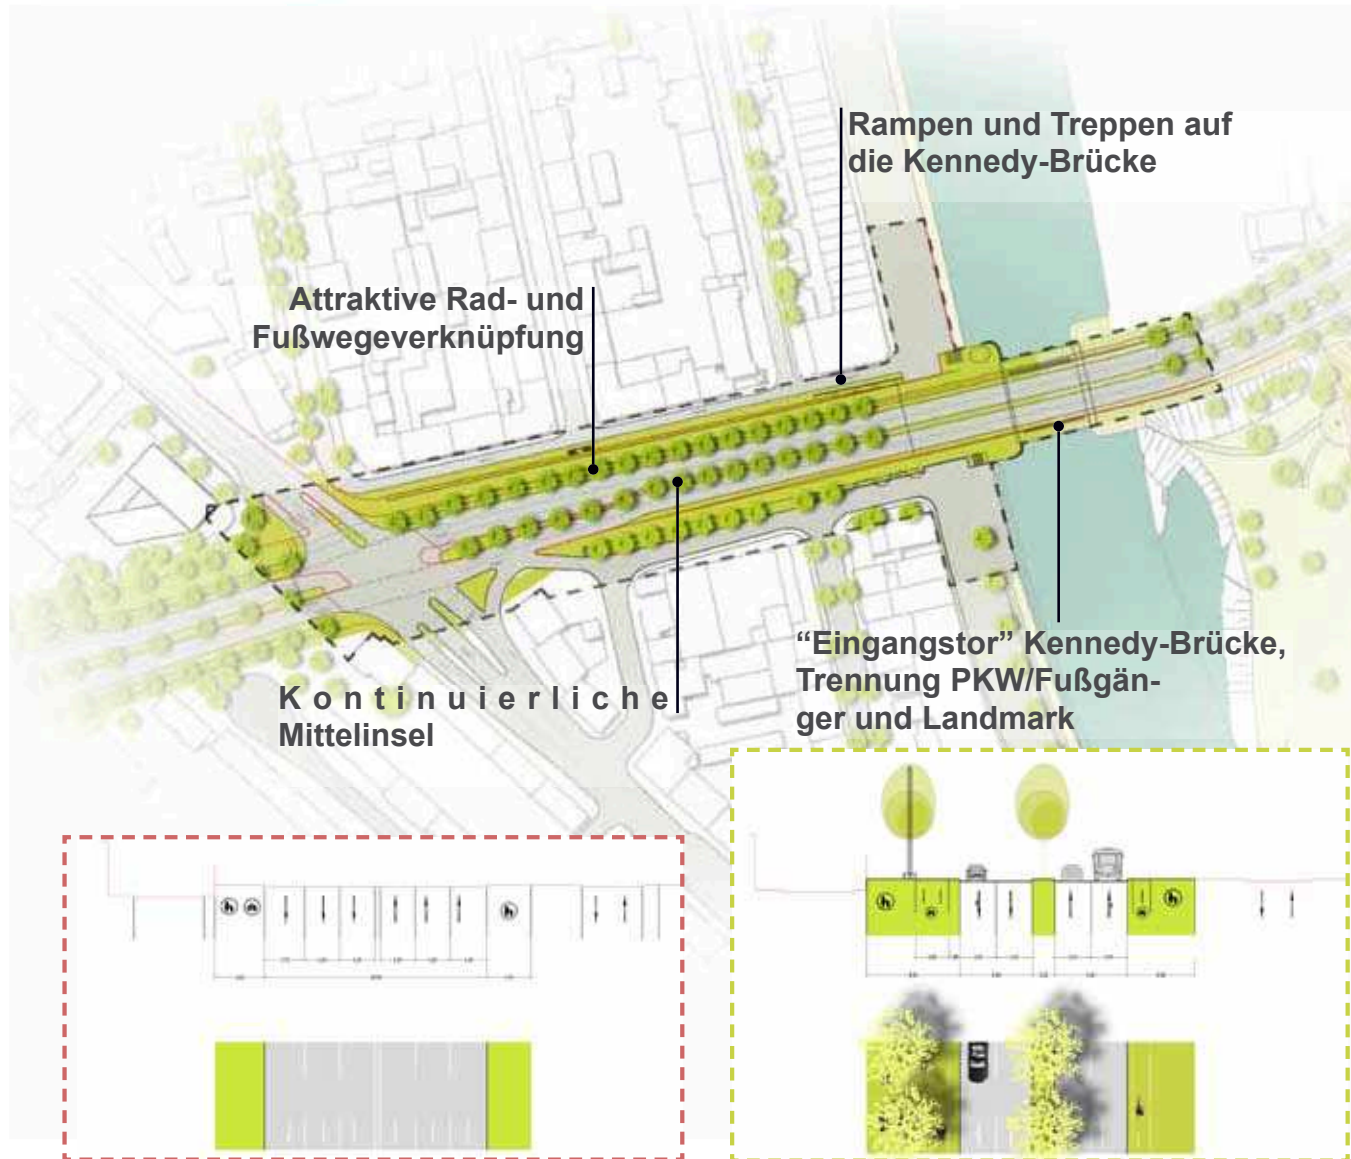 Rampen und Treppen auf
die Kennedy-Brücke
Attraktive Rad- und
Fußwegeverknüpfung
Kontinuierliche
Mittelinsel
“Eingangstor” Kennedy-Brücke,
Trennung PKW/Fußgän-
ger und Landmark